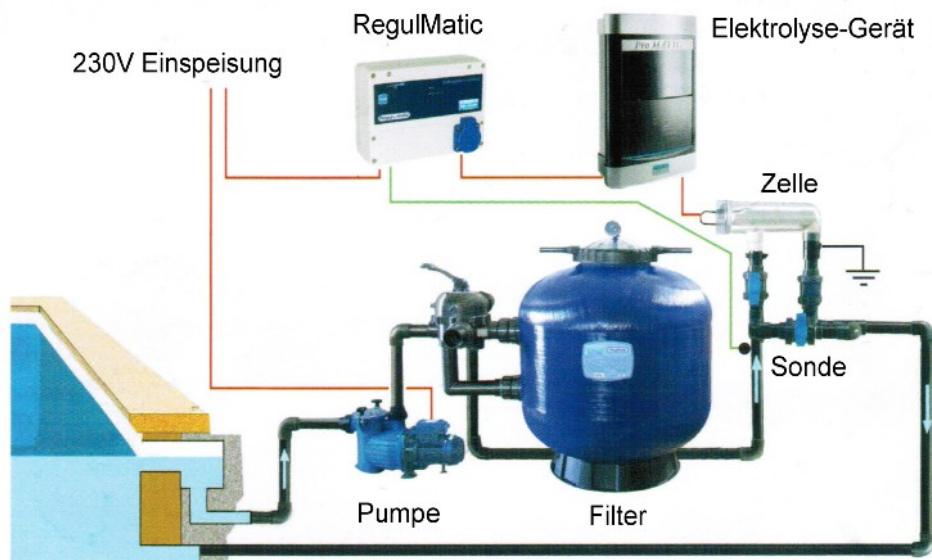 RegulMatic
Elektrolyse-Gerät
230V Einspeisung
Zelle
Sonde
Pumpe
Filter